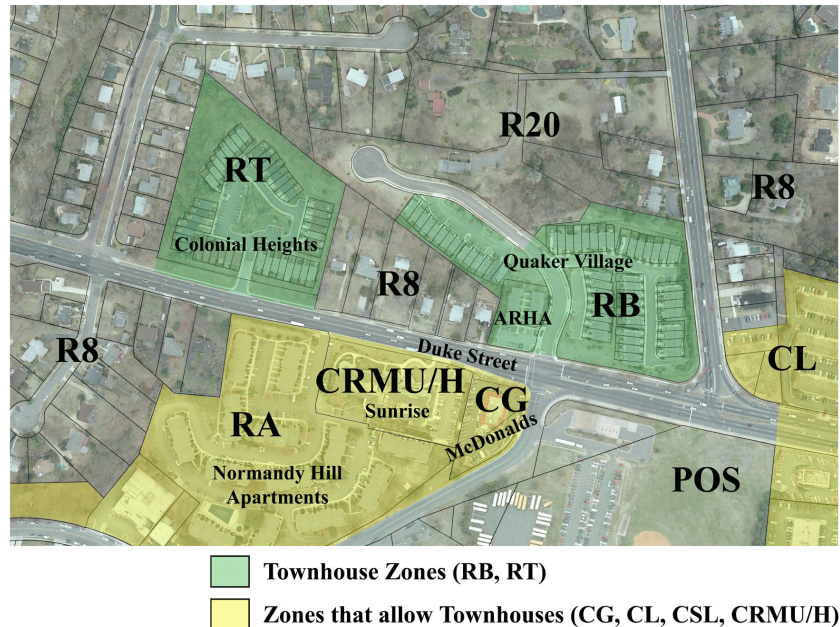 R20
RT
R8
Colonial Heights
Quaker Village
R8
RB
ARHA
R8
Duke Street
CL
CRMU/H
Sunrise
CG
RA
McDonalds
Normandy Hill
Apartments
POS
Townhouse Zones (RB, RT)
Zones that allow Townhouses (CG, CL, CSL, CRMU/H)